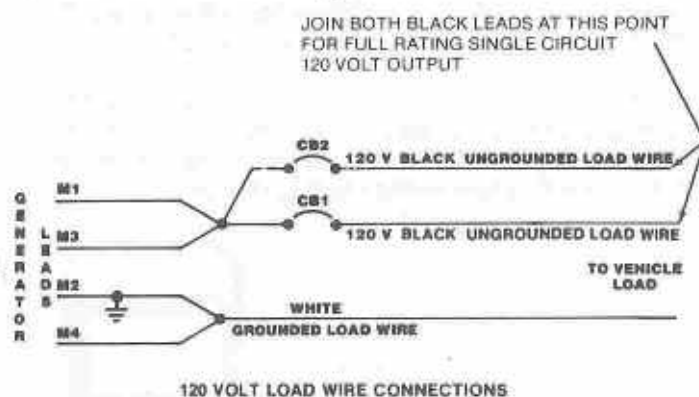 JOIN BOTH BLACK LEADS AT THIS POINT
FOR FULL RATING SINGLE CIRCUIT
120 VOLT OUTPUT
CB2
120 V BLACK UNGROUNDED LOAD WIRE
GENERATOR
LEADS
M1
CB1
M3
120 V BLACK UNGROUNDED LOAD WIRE
M2
TO VEHICLE
LOAD
WHITE
M4
GROUNDED LOAD WIRE
120 VOLT LOAD WIRE CONNECTIONS